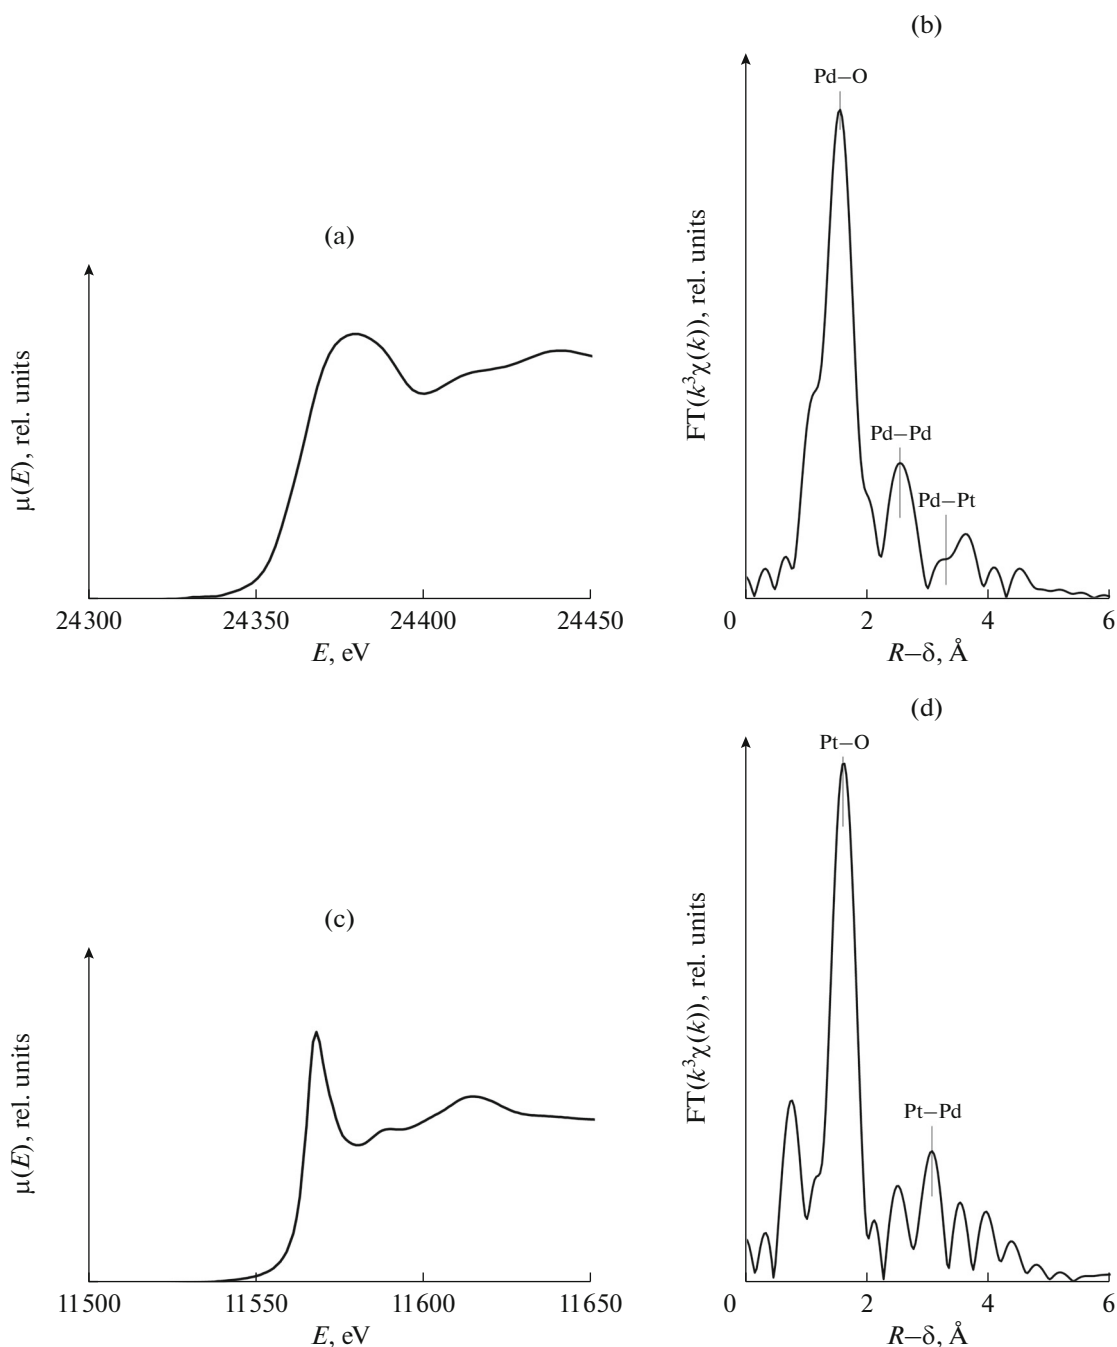 (a)
μ(E), rel. units
24300 24350 24400 24450
E, eV
(b)
FT(k³χ(k)), rel. units
Pd–O
Pd–Pd
Pd–Pt
0 2 4 6
R–δ, Å
(c)
μ(E), rel. units
11500 11550 11600 11650
E, eV
(d)
FT(k³χ(k)), rel. units
Pt–O
Pt–Pd
0 2 4 6
R–δ, Å